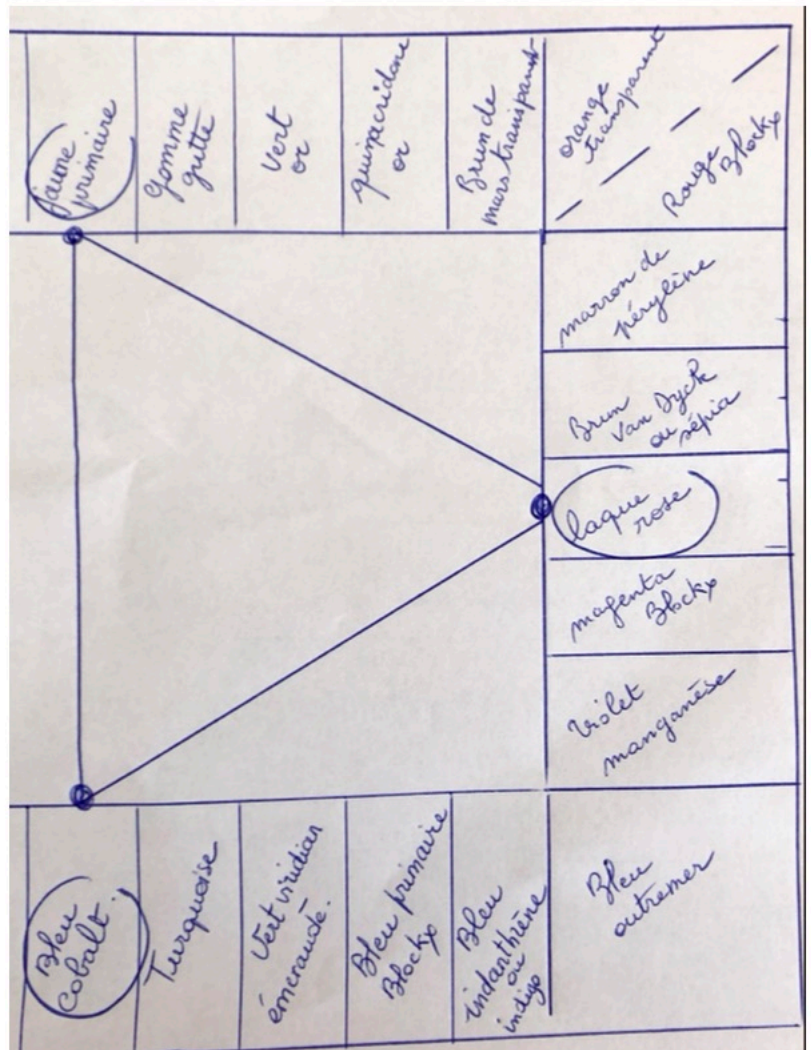 Jaune
primaire
Gomme
gutte
Vert
or
quinacridone
or
Brun de
mars transparent
orange
transparent
Rouge
Blockx
marron de
pérylène
Brun
Van Dyck
ou sépia
laque
rose
magenta
Blockx
Violet
manganèse
Bleu
cobalt.
Turquoise
Vert viridian
émeraude.
Bleu primaire
Blockx
Bleu
indanthrène
ou
indigo
Bleu
outremer